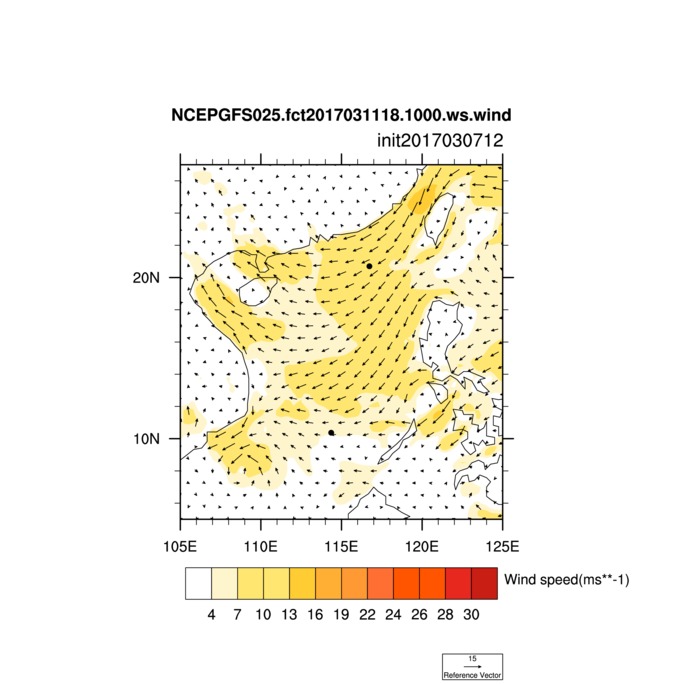 NCEPGFS025.fct2017031118.1000.ws.wind
init2017030712
20N
10N
105E 110E 115E 120E 125E
Wind speed(ms**-1)
4 7 10 13 16 19 22 24 26 28 30
15
Reference Vector